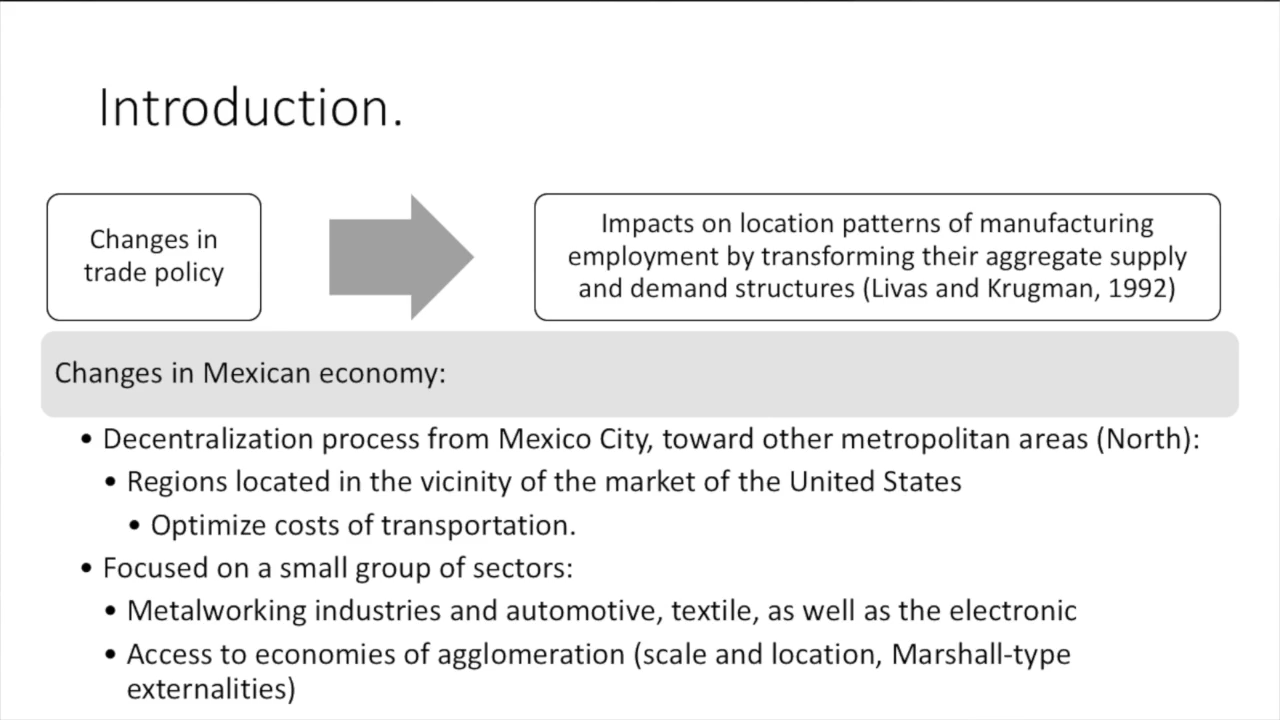 Introduction.
Changes in
trade policy
Impacts on location patterns of manufacturing
employment by transforming their aggregate supply
and demand structures (Livas and Krugman, 1992)
Changes in Mexican economy:
• Decentralization process from Mexico City, toward other metropolitan areas (North):
• Regions located in the vicinity of the market of the United States
• Optimize costs of transportation.
• Focused on a small group of sectors:
• Metalworking industries and automotive, textile, as well as the electronic
• Access to economies of agglomeration (scale and location, Marshall-type
externalities)